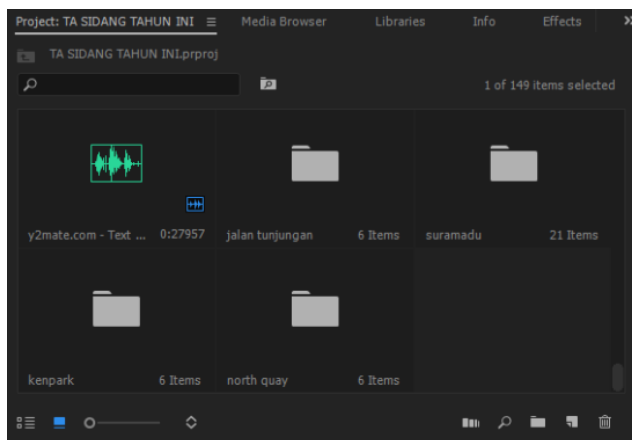 Project: TA SIDANG TAHUN INI Media Browser Libraries Info Effects
TA SIDANG TAHUN INI.prproj
1 of 149 items selected
y2mate.com - Text ... 0:27957 jalan tunjungan 6 Items suramadu 21 Items
kenpark 6 Items north quay 6 Items